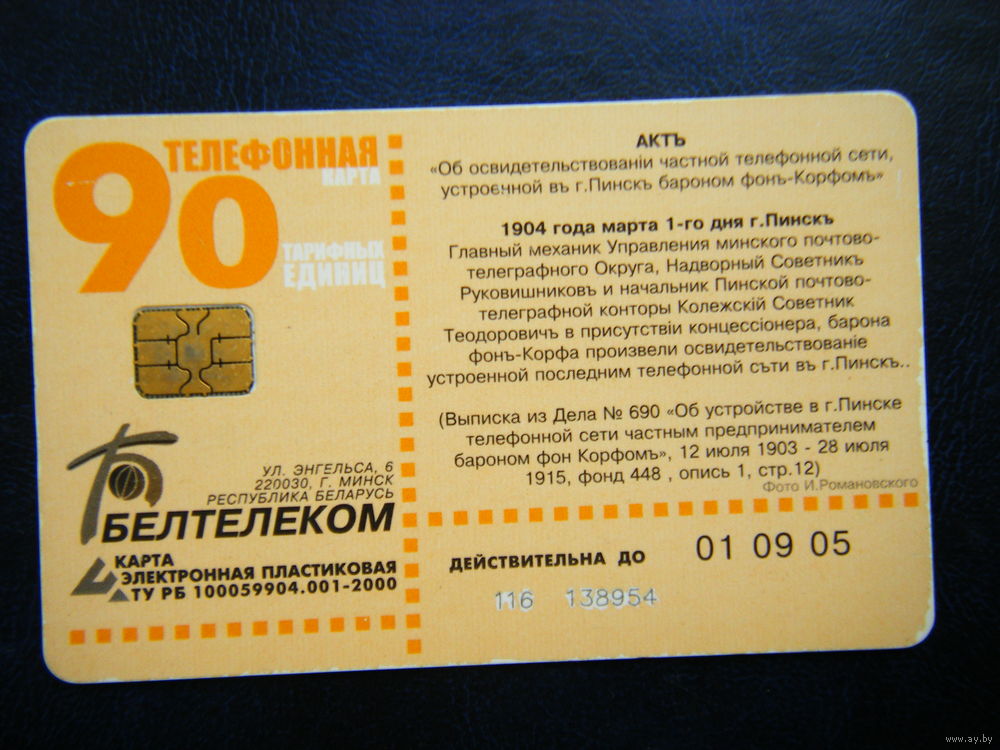 90
ТЕЛЕФОННАЯ
КАРТА
ТАРИФНЫХ
ЕДИНИЦ
УЛ. ЭНГЕЛЬСА, 6
220030, Г. МИНСК
РЕСПУБЛИКА БЕЛАРУСЬ
БЕЛТЕЛЕКОМ
КАРТА
ЭЛЕКТРОННАЯ ПЛАСТИКОВАЯ
ТУ РБ 100059904.001-2000
АКТЪ
«Об освидетельствованiи частной телефонной сети,
устроенной въ г.Пинскъ бароном фонъ-Корфомъ»
1904 года марта 1-го дня г.Пинскъ
Главный механик Управления минского почтово-
телеграфного Округа, Надворный Советникъ
Руковишниковъ и начальник Пинской почтово-
телеграфной конторы Колежскiй Советник
Теодоровичъ в присутствiи концессiонера, барона
фонъ-Корфа произвели освидетельствованiе
устроенной последним телефонной съти въ г.Пинскъ..
(Выписка из Дела № 690 «Об устройстве в г.Пинске
телефонной сети частным предпринимателем
бароном фон Корфомъ», 12 июля 1903 - 28 июля
1915, фонд 448 , опись 1, стр.12)
Фото И.Романовского
ДЕЙСТВИТЕЛЬНА ДО 01 09 05
116 138954
www.ay.by